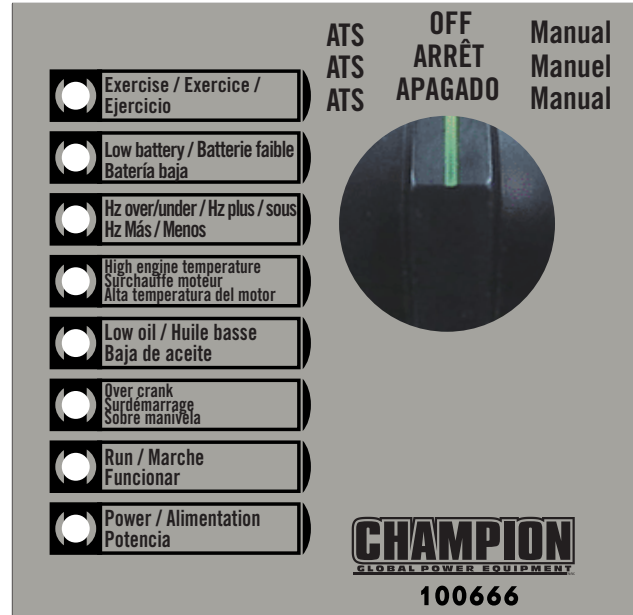 ATS OFF Manual
ATS ARRÊT Manuel
ATS APAGADO Manual
Exercise / Exercice /
Ejercicio
Low battery / Batterie faible
Batería baja
Hz over/under / Hz plus / sous
Hz Más / Menos
High engine temperature
Surchauffe moteur
Alta temperatura del motor
Low oil / Huile basse
Baja de aceite
Over crank
Surdémarrage
Sobre manivela
Run / Marche
Funcionar
Power / Alimentation
Potencia
CHAMPION
GLOBAL POWER EQUIPMENT
100666